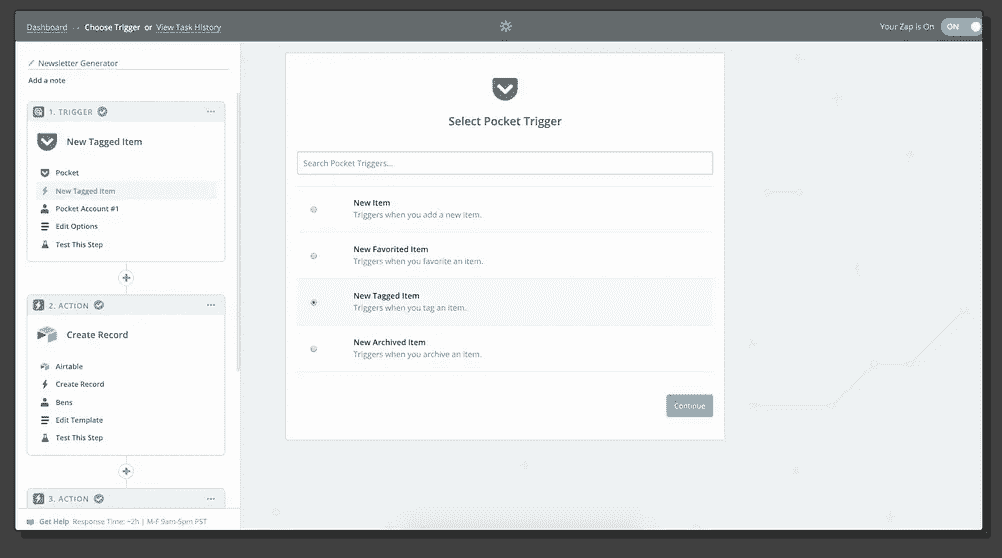 Dashboard → Choose Trigger or View Task History
Your Zap is On ON
Newsletter Generator
Add a note
1. TRIGGER
New Tagged Item
Pocket
New Tagged Item
Pocket Account #1
Edit Options
Test This Step
2. ACTION
Create Record
Airtable
Create Record
Bens
Edit Template
Test This Step
3. ACTION
Get Help Response Time: ~2h | M-F 9am-5pm PST
Select Pocket Trigger
Search Pocket Triggers...
New Item
Triggers when you add a new item.
New Favorited Item
Triggers when you favorite an item.
New Tagged Item
Triggers when you tag an item.
New Archived Item
Triggers when you archive an item.
Continue